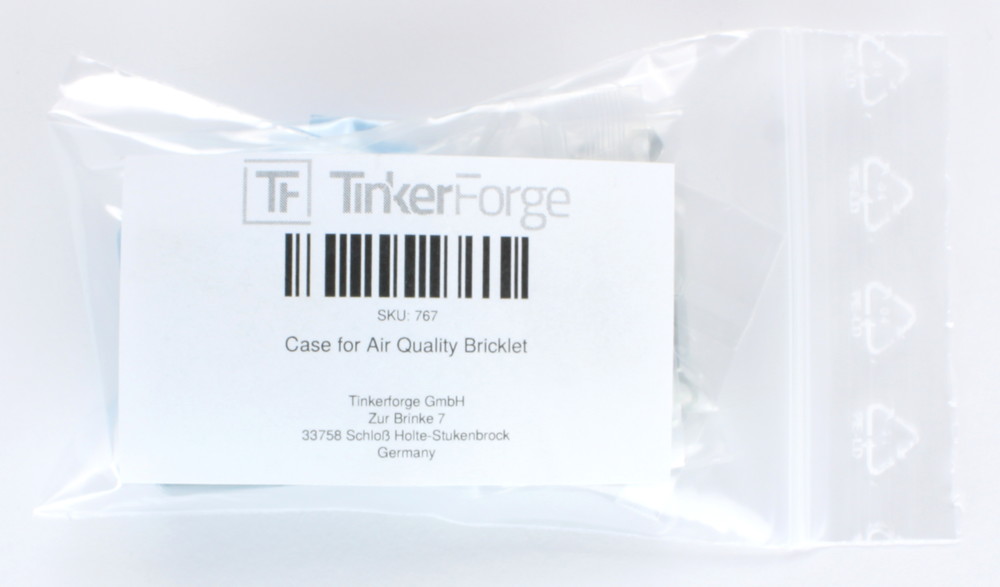 TF TinkerForge
SKU: 767
Case for Air Quality Bricklet
Tinkerforge GmbH
Zur Brinke 7
33758 Schloß Holte-Stukenbrock
Germany